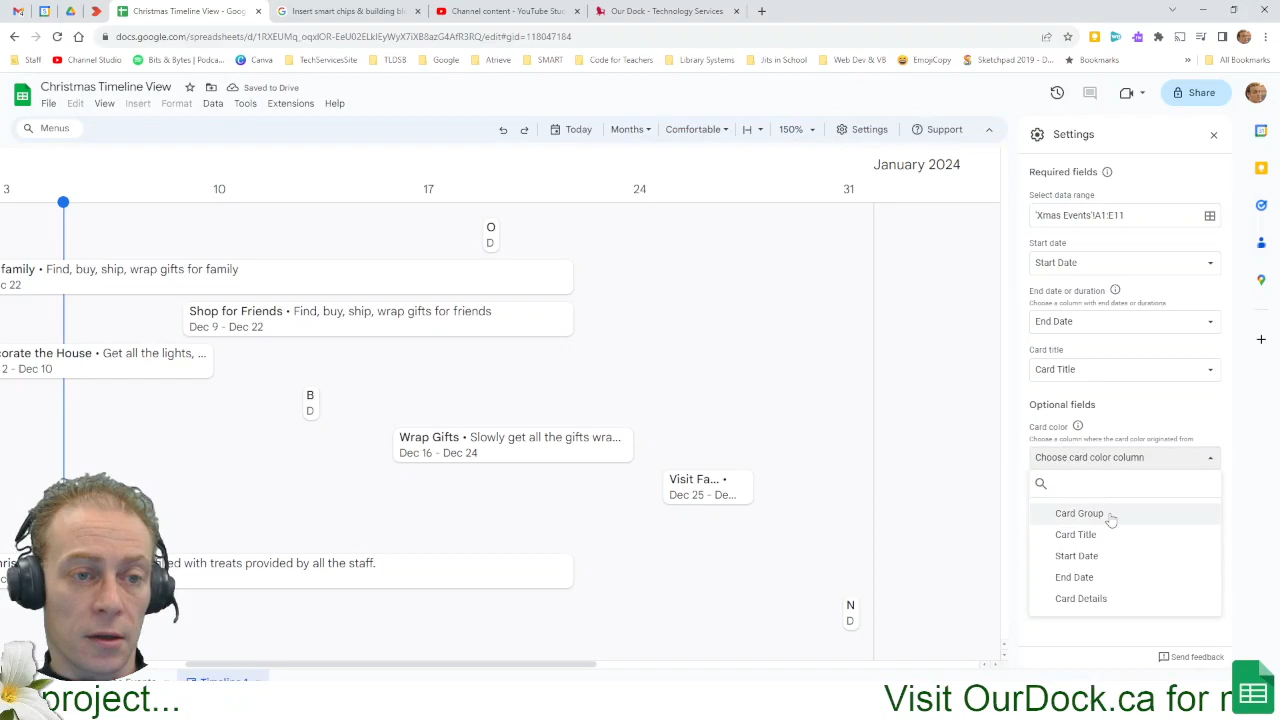 Christmas Timeline View - Goog
Insert smart chips & building bl
Channel content - YouTube Stud
Our Dock - Technology Services
docs.google.com/spreadsheets/d/1RXEUMq_oqxIOR-EeU02ELkIEyWyX7iXB8azG4AfR3RQ/edit#gid=118047184
Staff
YouTube Studio
Bits & Bytes | Podca...
Canva
TechServicesSite
TLDSB
Google
Atrieve
SMART
Code for Teachers
Library Systems
Jits in School
Web Dev & VB
EmojiCopy
Sketchpad 2019 - D...
Bookmarks
»
All Bookmarks
Christmas Timeline View
Saved to Drive
File Edit View Insert Format Data Tools Extensions Help
Share
Menus
Today
Months
Comfortable
150%
Settings
Support
January 2024
3 10 17 24 31
O
D
family • Find, buy, ship, wrap gifts for family
c 22
Shop for Friends • Find, buy, ship, wrap gifts for friends
Dec 9 - Dec 22
corate the House • Get all the lights, ...
2 - Dec 10
B
D
Wrap Gifts • Slowly get all the gifts wra...
Dec 16 - Dec 24
Visit Fa... •
Dec 25 - De...
ed with treats provided by all the staff.
N
D
Settings
Required fields
Select data range
'Xmas Events'!A1:E11
Start date
Start Date
End date or duration
Choose a column with end dates or durations
End Date
Card title
Card Title
Optional fields
Card color
Choose a column where the card color originated from
Choose card color column
Card Group
Card Title
Start Date
End Date
Card Details
Send feedback
project...
Visit OurDock.ca for